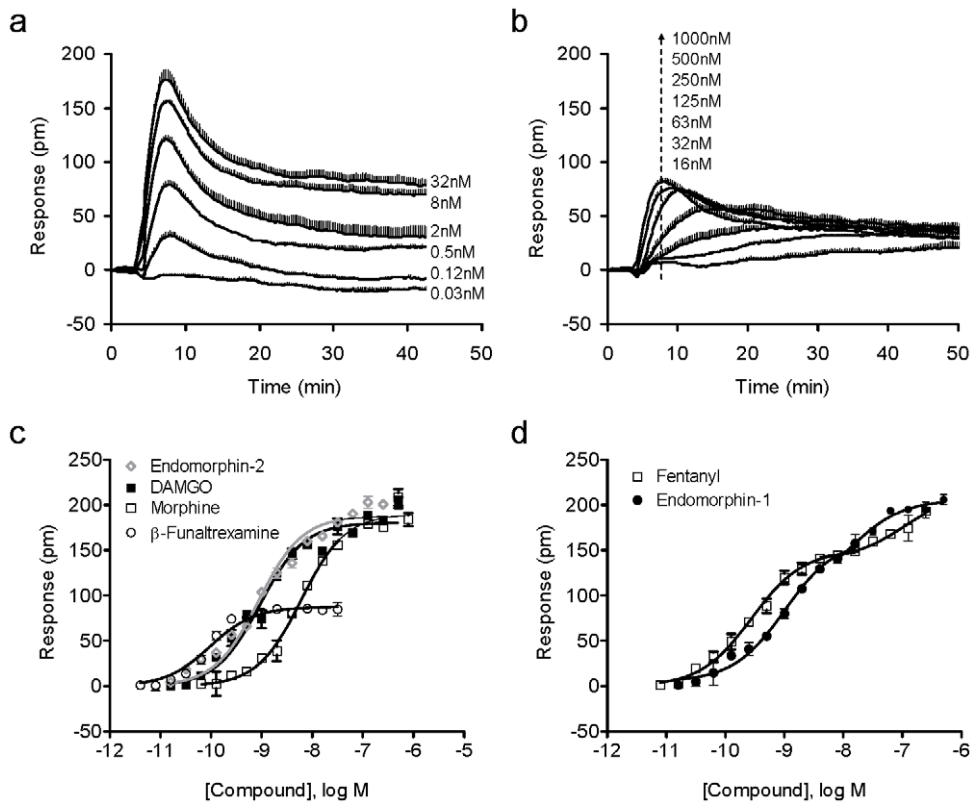 a
200
150
100
50
0
-50
Response (pm)
32nM
8nM
2nM
0.5nM
0.12nM
0.03nM
0 10 20 30 40 50
Time (min)
b
200
150
100
50
0
-50
Response (pm)
1000nM
500nM
250nM
125nM
63nM
32nM
16nM
0 10 20 30 40 50
Time (min)
c
250
200
150
100
50
0
-50
Response (pm)
Endomorphin-2
DAMGO
Morphine
β-Funaltrexamine
-12 -11 -10 -9 -8 -7 -6 -5
[Compound], log M
d
250
200
150
100
50
0
-50
Response (pm)
Fentanyl
Endomorphin-1
-12 -11 -10 -9 -8 -7 -6
[Compound], log M